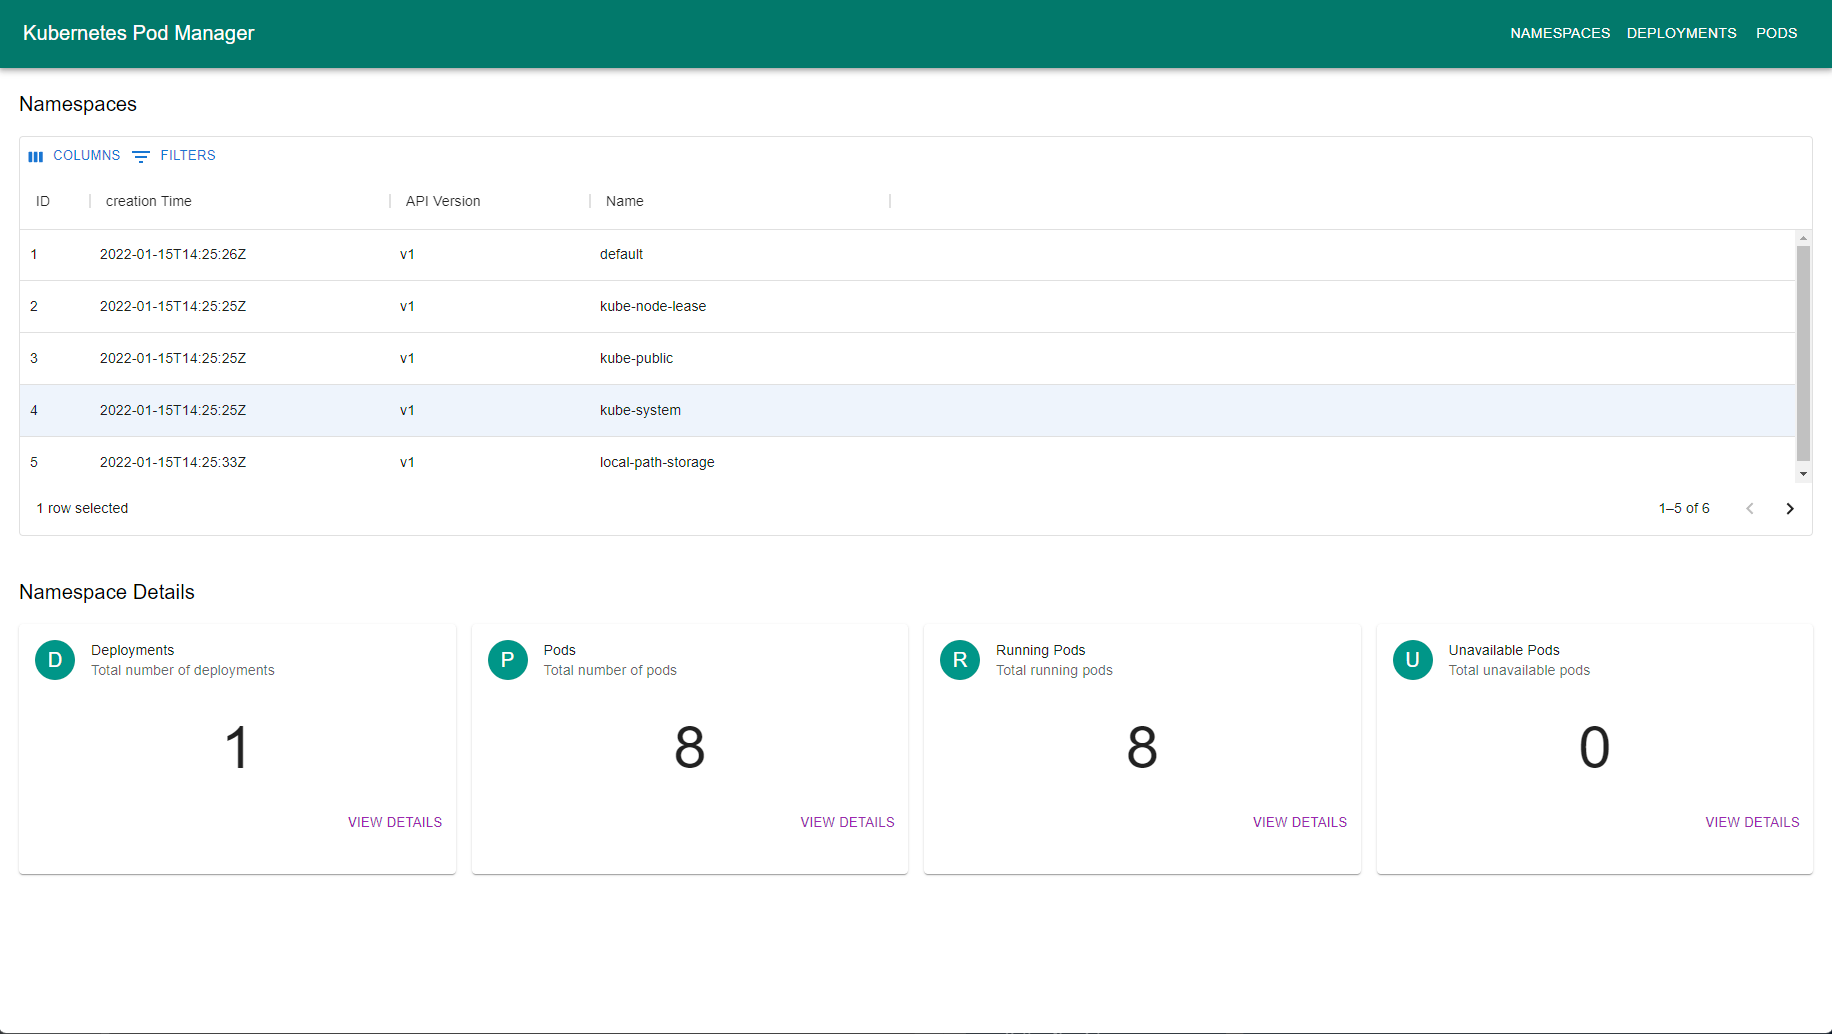 Kubernetes Pod Manager
NAMESPACES DEPLOYMENTS PODS
Namespaces
COLUMNS FILTERS
ID creation Time API Version Name
1 2022-01-15T14:25:26Z v1 default
2 2022-01-15T14:25:25Z v1 kube-node-lease
3 2022-01-15T14:25:25Z v1 kube-public
4 2022-01-15T14:25:25Z v1 kube-system
5 2022-01-15T14:25:33Z v1 local-path-storage
1 row selected
1–5 of 6
Namespace Details
D
Deployments
Total number of deployments
1
VIEW DETAILS
P
Pods
Total number of pods
8
VIEW DETAILS
R
Running Pods
Total running pods
8
VIEW DETAILS
U
Unavailable Pods
Total unavailable pods
0
VIEW DETAILS